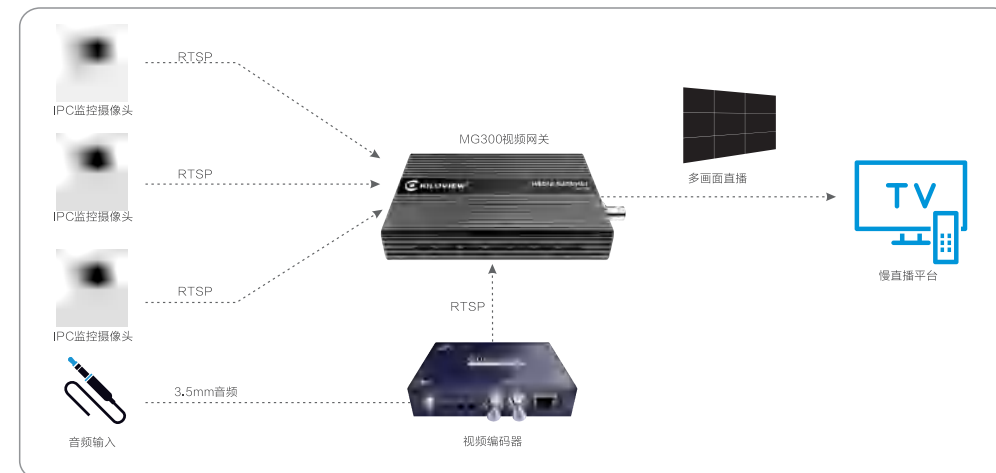 RTSP
IPC监控摄像头
MG300视频网关
RTSP
KILOVIEW
多画面直播
TV
IPC监控摄像头
慢直播平台
RTSP
RTSP
IPC监控摄像头
3.5mm音频
音频输入
视频编码器